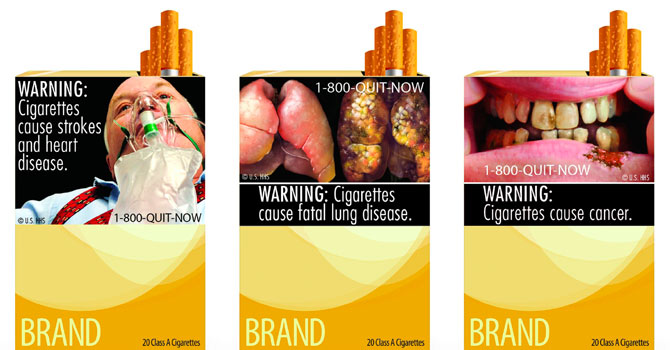 WARNING:
Cigarettes
cause strokes
and heart
disease.
© U.S. HHS
1-800-QUIT-NOW
BRAND
20 Class A Cigarettes
1-800-QUIT-NOW
© U.S. HHS
WARNING: Cigarettes
cause fatal lung disease.
BRAND
20 Class A Cigarettes
1-800-QUIT-NOW
© U.S. HHS
WARNING:
Cigarettes cause cancer.
BRAND
20 Class A Cigarettes